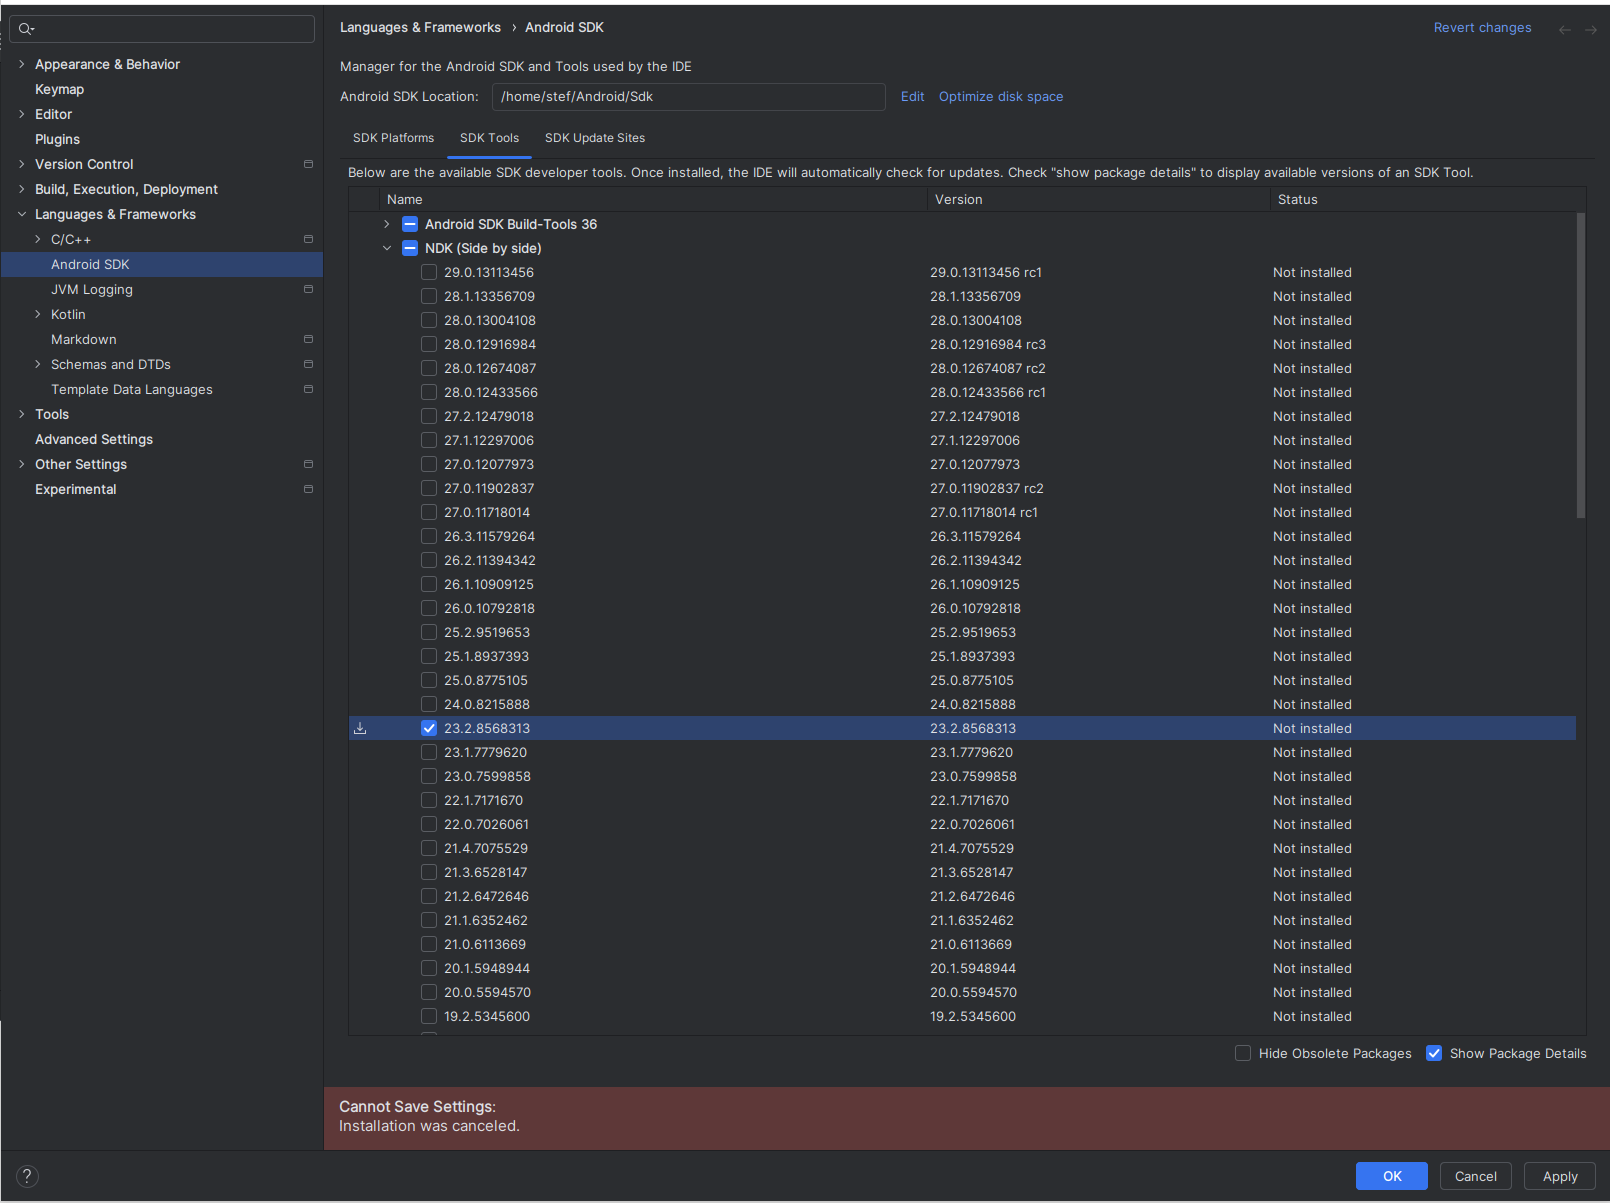 Appearance & Behavior
Keymap
Editor
Plugins
Version Control
Build, Execution, Deployment
Languages & Frameworks
C/C++
Android SDK
JVM Logging
Kotlin
Markdown
Schemas and DTDs
Template Data Languages
Tools
Advanced Settings
Other Settings
Experimental
Languages & Frameworks › Android SDK
Revert changes
Manager for the Android SDK and Tools used by the IDE
Android SDK Location: /home/stef/Android/Sdk Edit Optimize disk space
SDK Platforms SDK Tools SDK Update Sites
Below are the available SDK developer tools. Once installed, the IDE will automatically check for updates. Check "show package details" to display available versions of an SDK Tool.
Name Version Status
Android SDK Build-Tools 36
NDK (Side by side)
29.0.13113456 29.0.13113456 rc1 Not installed
28.1.13356709 28.1.13356709 Not installed
28.0.13004108 28.0.13004108 Not installed
28.0.12916984 28.0.12916984 rc3 Not installed
28.0.12674087 28.0.12674087 rc2 Not installed
28.0.12433566 28.0.12433566 rc1 Not installed
27.2.12479018 27.2.12479018 Not installed
27.1.12297006 27.1.12297006 Not installed
27.0.12077973 27.0.12077973 Not installed
27.0.11902837 27.0.11902837 rc2 Not installed
27.0.11718014 27.0.11718014 rc1 Not installed
26.3.11579264 26.3.11579264 Not installed
26.2.11394342 26.2.11394342 Not installed
26.1.10909125 26.1.10909125 Not installed
26.0.10792818 26.0.10792818 Not installed
25.2.9519653 25.2.9519653 Not installed
25.1.8937393 25.1.8937393 Not installed
25.0.8775105 25.0.8775105 Not installed
24.0.8215888 24.0.8215888 Not installed
23.2.8568313 23.2.8568313 Not installed
23.1.7779620 23.1.7779620 Not installed
23.0.7599858 23.0.7599858 Not installed
22.1.7171670 22.1.7171670 Not installed
22.0.7026061 22.0.7026061 Not installed
21.4.7075529 21.4.7075529 Not installed
21.3.6528147 21.3.6528147 Not installed
21.2.6472646 21.2.6472646 Not installed
21.1.6352462 21.1.6352462 Not installed
21.0.6113669 21.0.6113669 Not installed
20.1.5948944 20.1.5948944 Not installed
20.0.5594570 20.0.5594570 Not installed
19.2.5345600 19.2.5345600 Not installed
Hide Obsolete Packages Show Package Details
Cannot Save Settings:
Installation was canceled.
? OK Cancel Apply